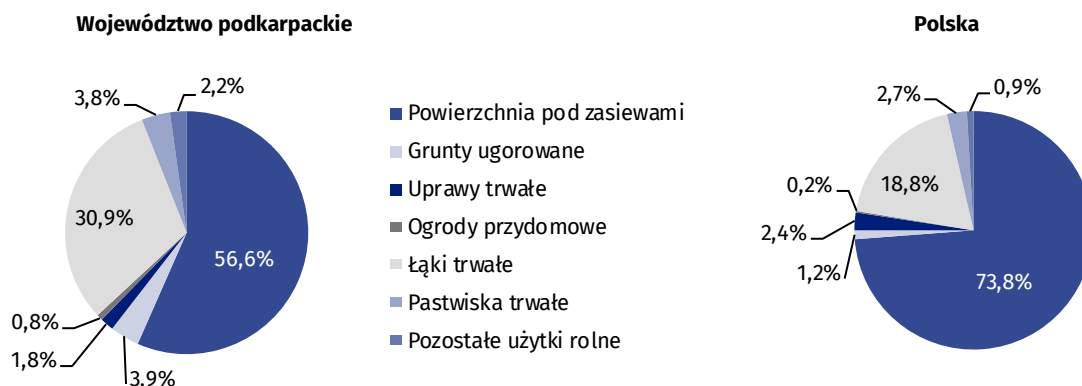 Województwo podkarpackie
2,2%
3,8%
30,9%
56,6%
0,8%
1,8%
3,9%
Powierzchnia pod zasiewami
Grunty ugorowane
Uprawy trwałe
Ogrody przydomowe
Łąki trwałe
Pastwiska trwałe
Pozostałe użytki rolne
Polska
0,9%
2,7%
18,8%
0,2%
2,4%
1,2%
73,8%